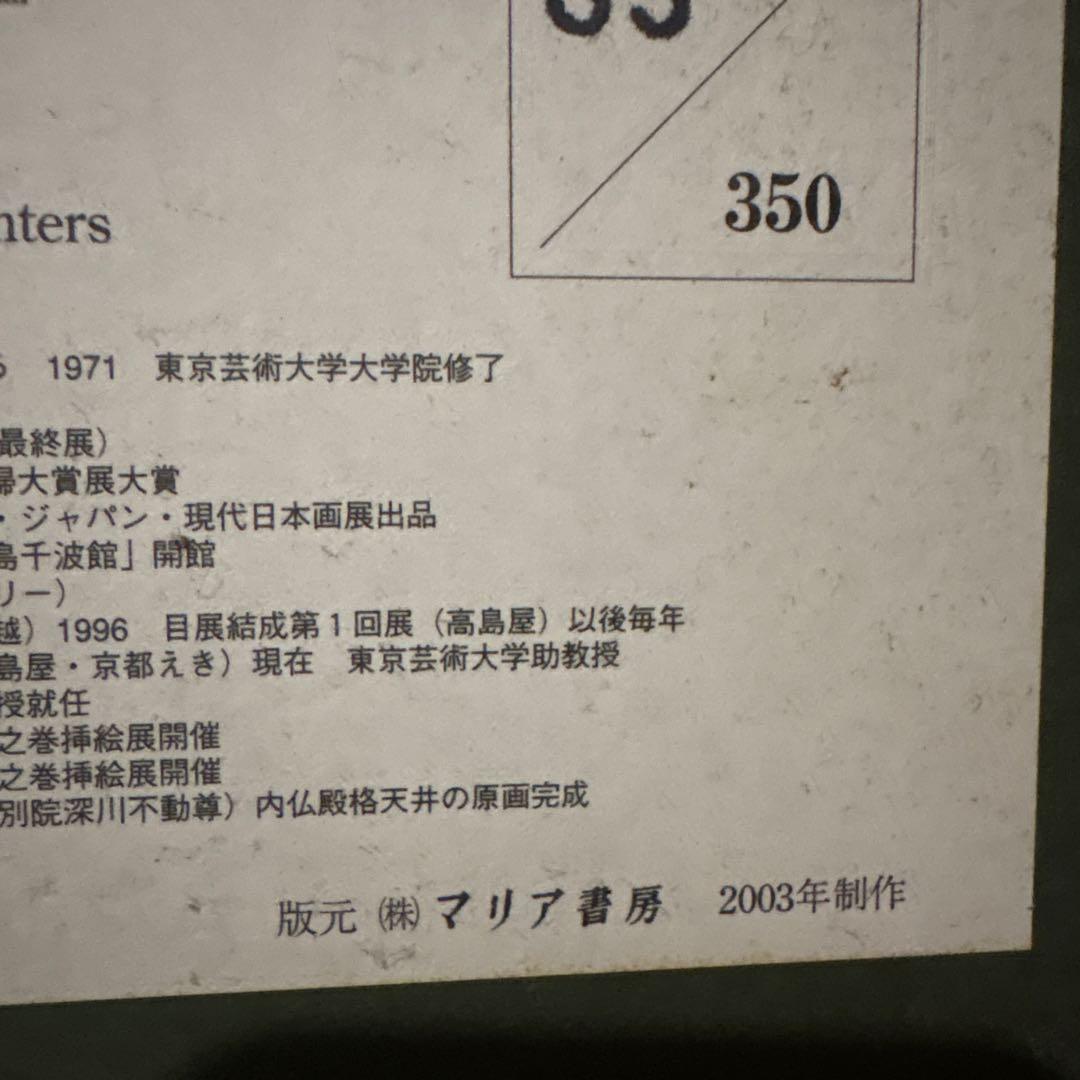 350
nters
1971 東京芸術大学大学院修了
最終展）
大賞展大賞
・ジャパン・現代日本画展出品
島千波館」開館
リー）
越）1996 目展結成第1回展（高島屋）以後毎年
島屋・京都えき）現在 東京芸術大学助教授
授就任
之巻挿絵展開催
之巻挿絵展開催
別院深川不動尊）内仏殿格天井の原画完成
版元 ㈱マリア書房 2003年制作